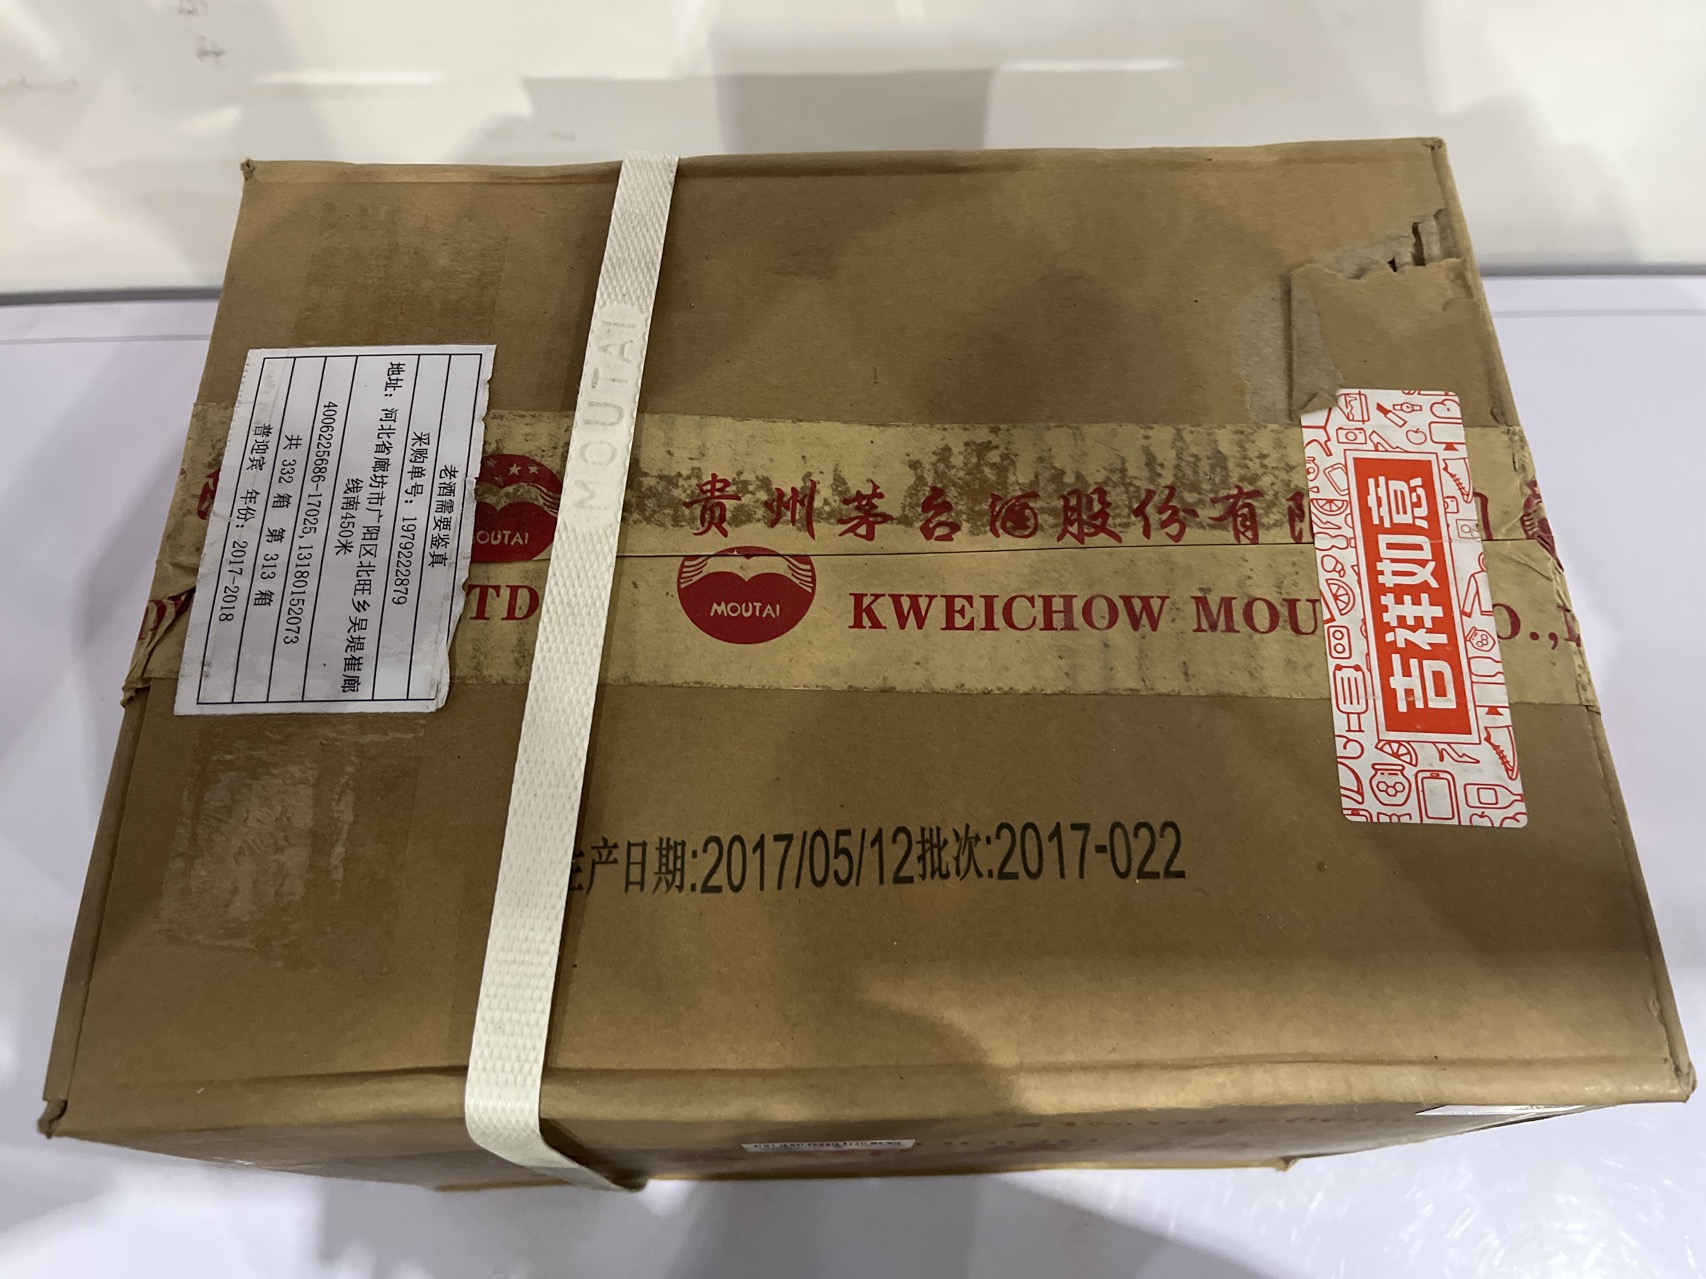 老酒需要鉴真
采购单号：19792222879
地址：河北省廊坊市广阳区北旺乡吴堤崔廊
线南450米
4006225686-17025,13180152073
共 332 箱 第 313 箱
普迎宾 年份：2017-2018
MOUTAI
MOUTAI
贵州茅台酒股份有
TD
MOUTAI
KWEICHOW MOU
O.,
吉祥如意
产日期:2017/05/12批次:2017-022